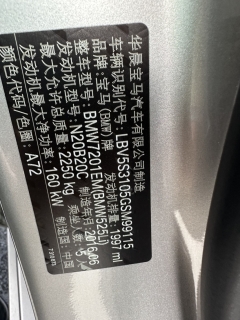 华晨宝马汽车有限公司制造
车辆识别代号：LBV5S3105GSM99115
品牌：宝马(BMW)牌 发动机排量：1997 ml
整车型号：BMW7201EM(BMW525Li)
发动机型号：N20B20C 制造年月：2016.06
最大允许总质量：2250 kg 乘坐人数：5 人
发动机最大净功率：160 kW 制造国：中国
颜色代码(色圈)：A72